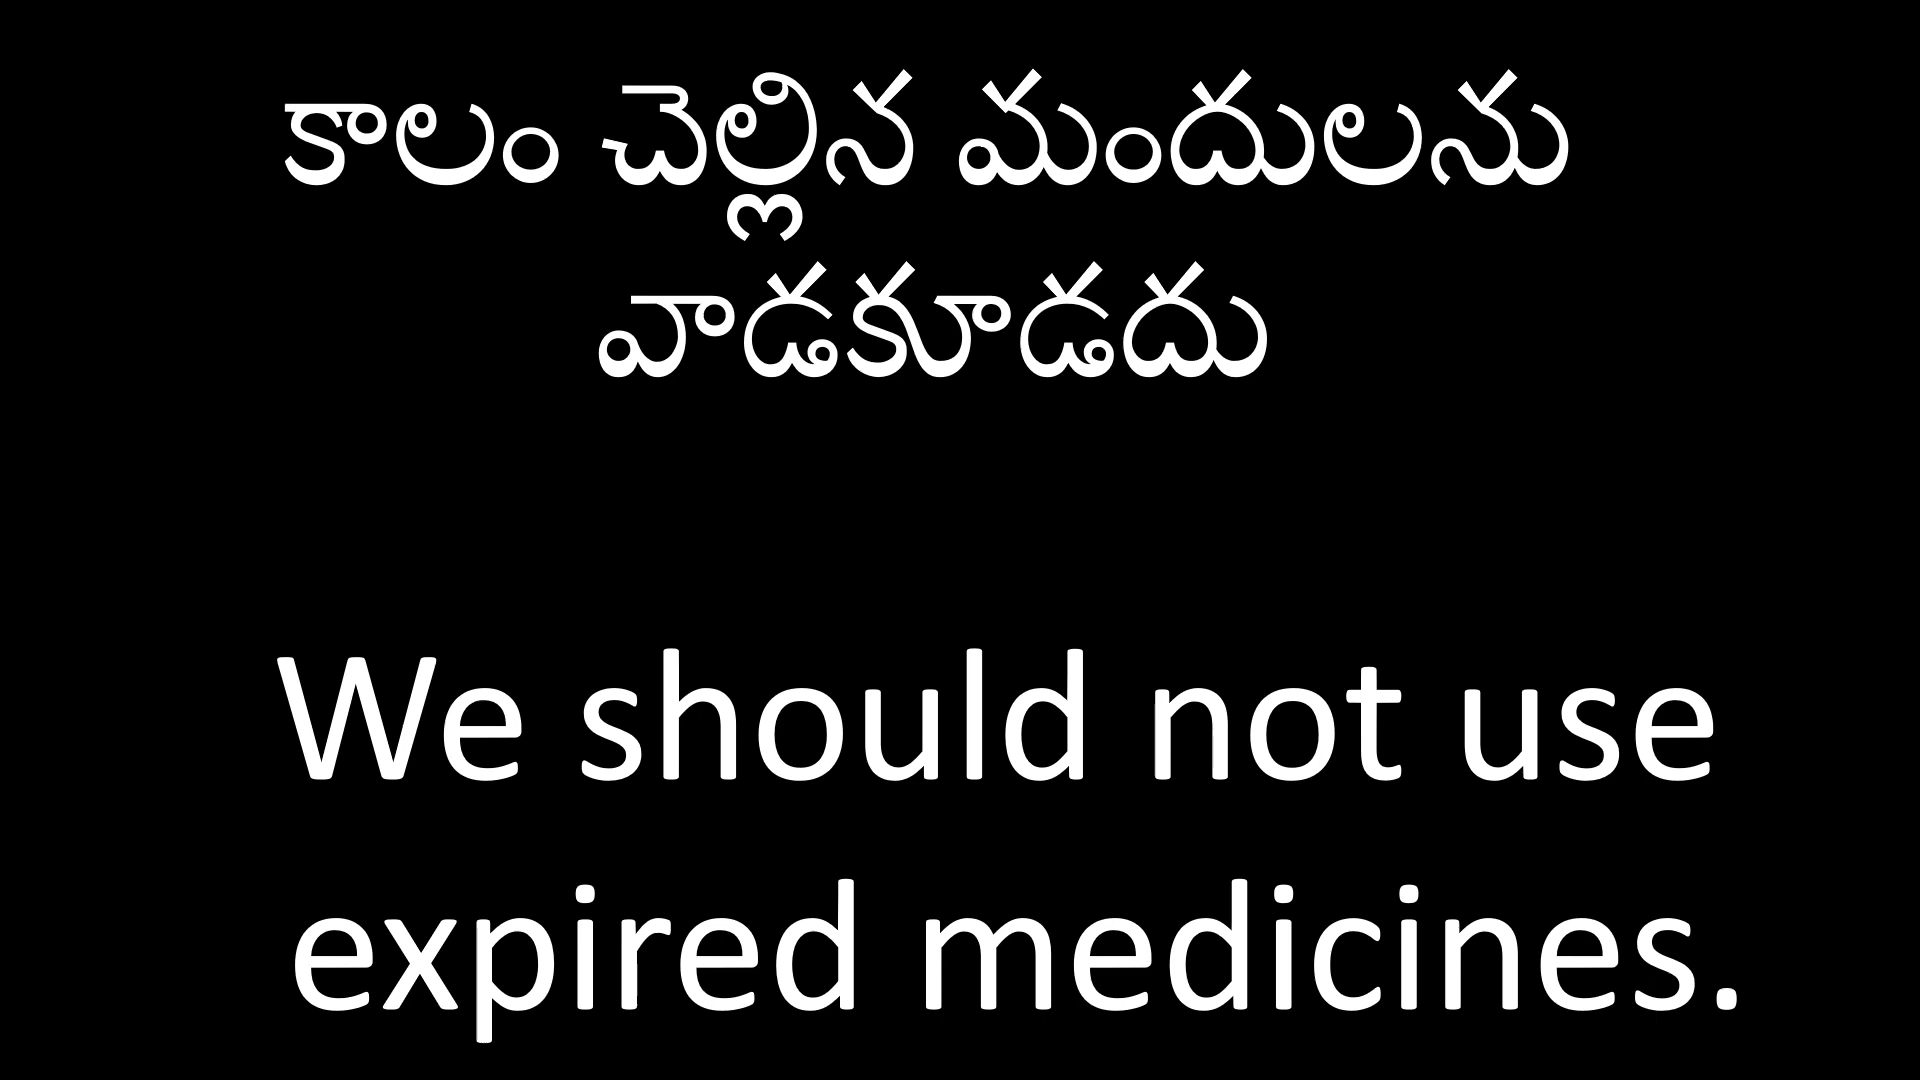 కాలం చెల్లిన మందులను
వాడకూడదు
We should not use
expired medicines.